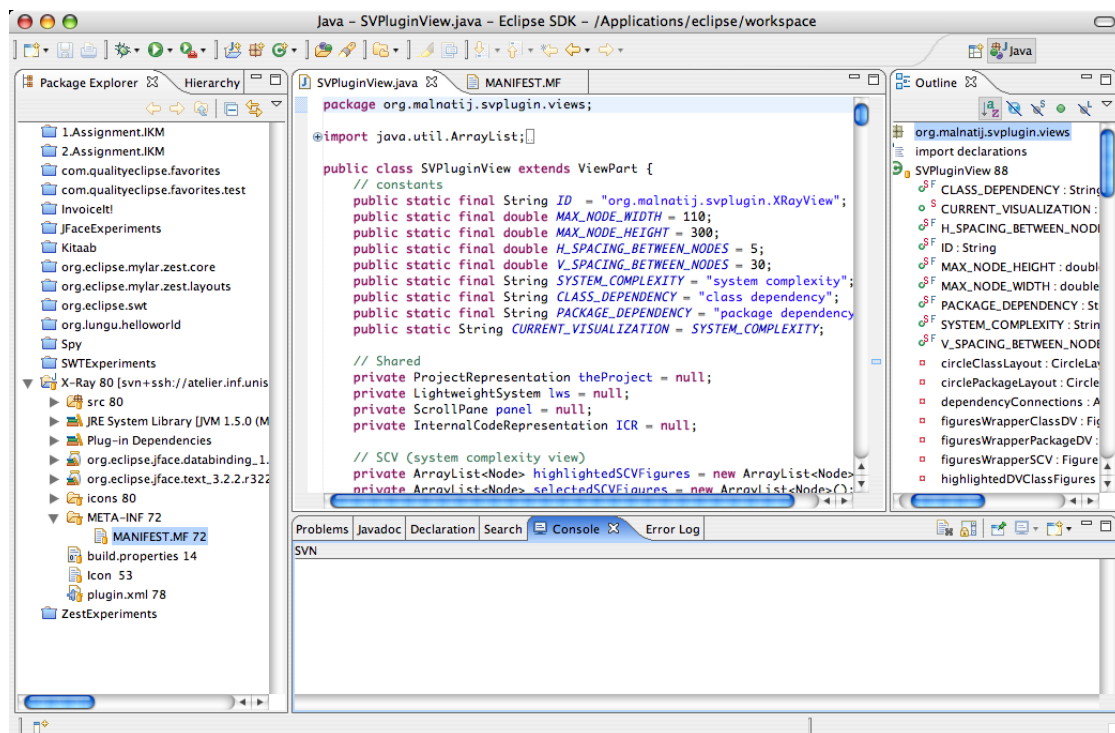 Java – SVPluginView.java – Eclipse SDK – /Applications/eclipse/workspace
Java
Package Explorer
Hierarchy
1.Assignment.IKM
2.Assignment.IKM
com.qualityeclipse.favorites
com.qualityeclipse.favorites.test
InvoiceIt!
JFaceExperiments
Kitaab
org.eclipse.mylar.zest.core
org.eclipse.mylar.zest.layouts
org.eclipse.swt
org.lungu.helloworld
Spy
SWTExperiments
X-Ray 80 [svn+ssh://atelier.inf.unis
src 80
JRE System Library [JVM 1.5.0 (M
Plug-in Dependencies
org.eclipse.jface.databinding_1.
org.eclipse.jface.text_3.2.2.r322
icons 80
META-INF 72
MANIFEST.MF 72
build.properties 14
Icon 53
plugin.xml 78
ZestExperiments
SVPluginView.java
MANIFEST.MF
package org.malnatij.svplugin.views;
import java.util.ArrayList;
public class SVPluginView extends ViewPart {
// constants
public static final String ID = "org.malnatij.svplugin.XRayView";
public static final double MAX_NODE_WIDTH = 110;
public static final double MAX_NODE_HEIGHT = 300;
public static final double H_SPACING_BETWEEN_NODES = 5;
public static final double V_SPACING_BETWEEN_NODES = 30;
public static final String SYSTEM_COMPLEXITY = "system complexity";
public static final String CLASS_DEPENDENCY = "class dependency";
public static final String PACKAGE_DEPENDENCY = "package dependency
public static String CURRENT_VISUALIZATION = SYSTEM_COMPLEXITY;
// Shared
private ProjectRepresentation theProject = null;
private LightweightSystem lws = null;
private ScrollPane panel = null;
private InternalCodeRepresentation ICR = null;
// SCV (system complexity view)
private ArrayList<Node> highlightedSCVFigures = new ArrayList<Node>
private ArrayList<Node> selectedSCVFigures = new ArrayList<Node>();
Outline
org.malnatij.svplugin.views
import declarations
SVPluginView 88
CLASS_DEPENDENCY : String
CURRENT_VISUALIZATION :
H_SPACING_BETWEEN_NODE
ID : String
MAX_NODE_HEIGHT : doubl
MAX_NODE_WIDTH : double
PACKAGE_DEPENDENCY : St
SYSTEM_COMPLEXITY : Strin
V_SPACING_BETWEEN_NODE
circleClassLayout : CircleLa
circlePackageLayout : Circle
dependencyConnections : A
figuresWrapperClassDV : Fig
figuresWrapperPackageDV :
figuresWrapperSCV : Figure
highlightedDVClassFigures
Problems
Javadoc
Declaration
Search
Console
Error Log
SVN